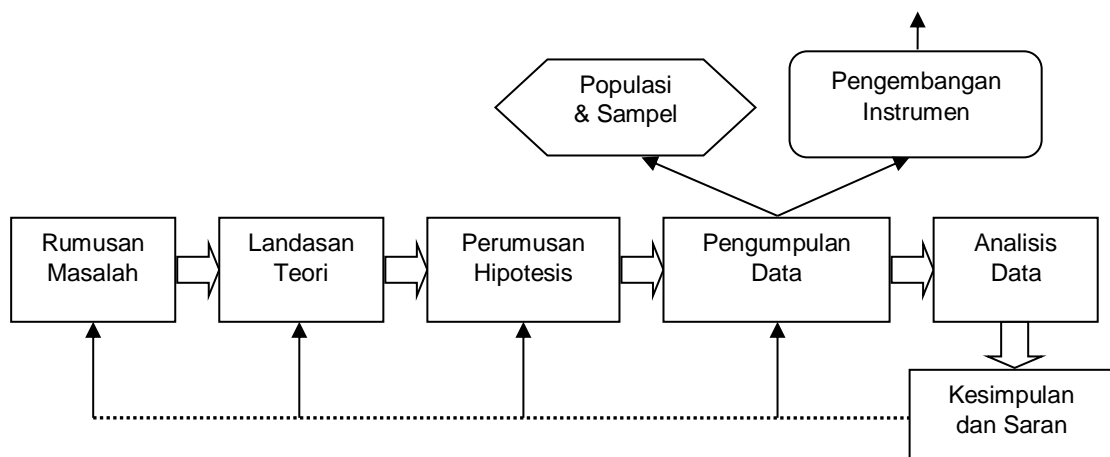 Populasi
& Sampel
Pengembangan
Instrumen
Rumusan
Masalah
Landasan
Teori
Perumusan
Hipotesis
Pengumpulan
Data
Analisis
Data
Kesimpulan
dan Saran